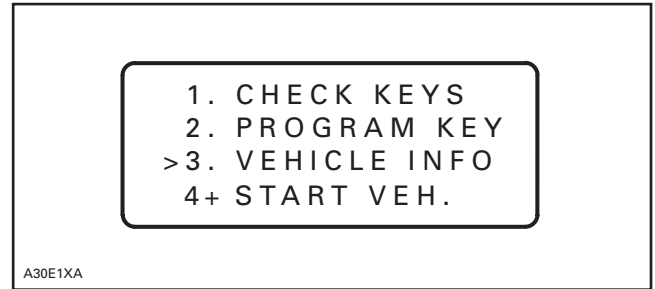 1. CHECK KEYS
2. PROGRAM KEY
>3. VEHICLE INFO
4+ START VEH.
A30E1XA